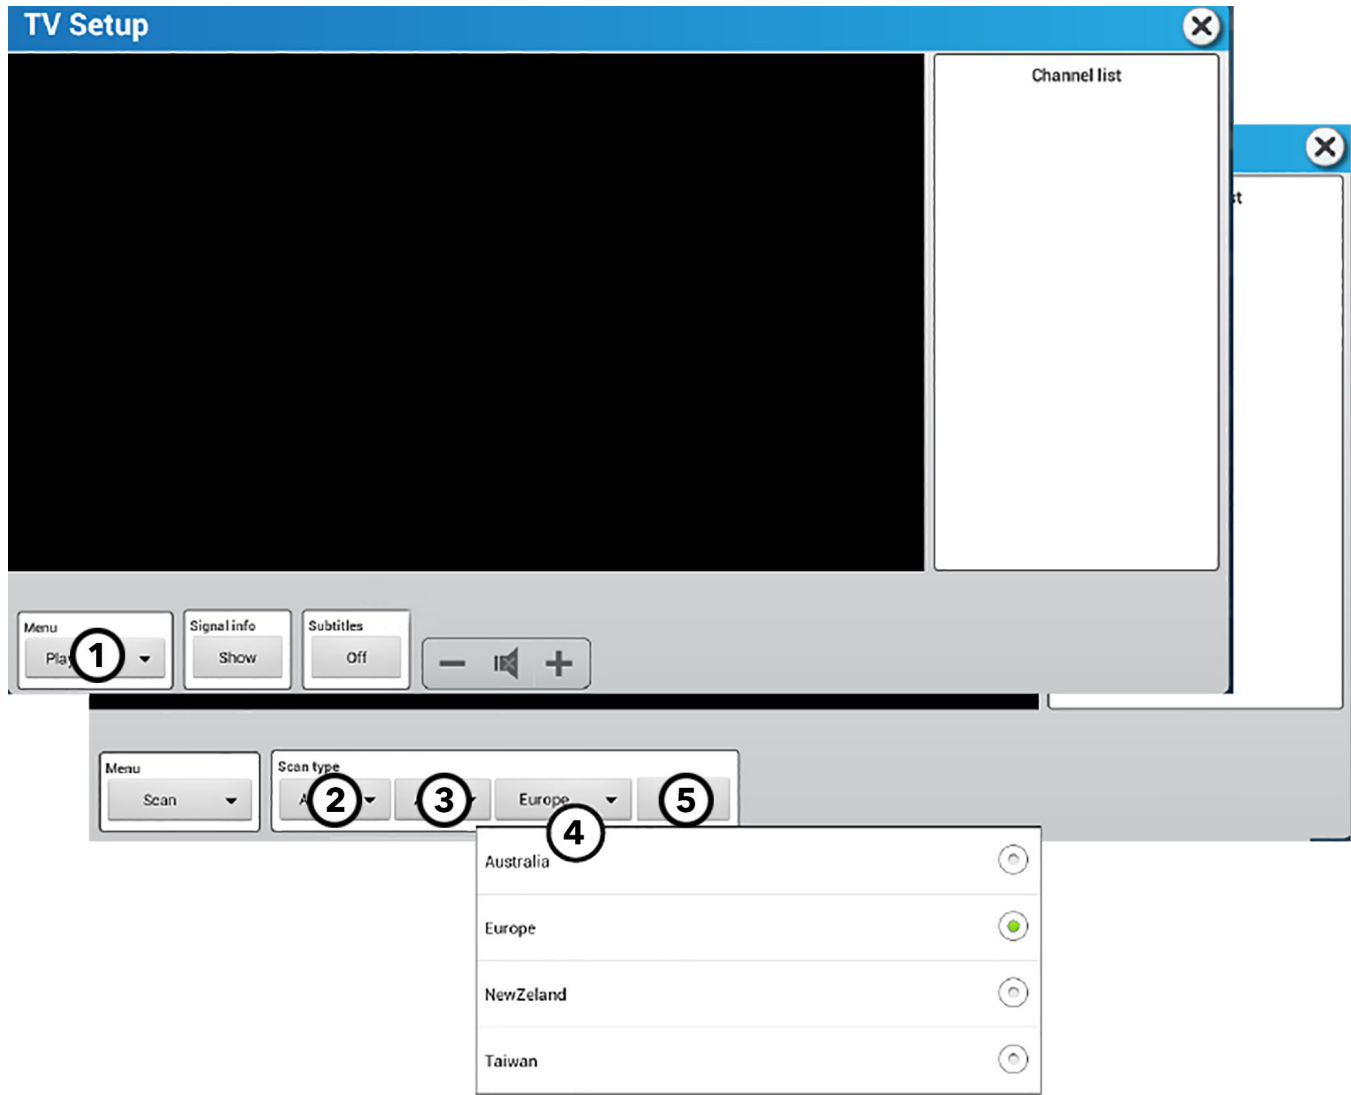 TV Setup
Channel list
st
Menu
1
Signal info
Show
Subtitles
Off
Menu
Scan
Scan type
2
3
Europe
5
4
Australia
Europe
NewZeland
Taiwan